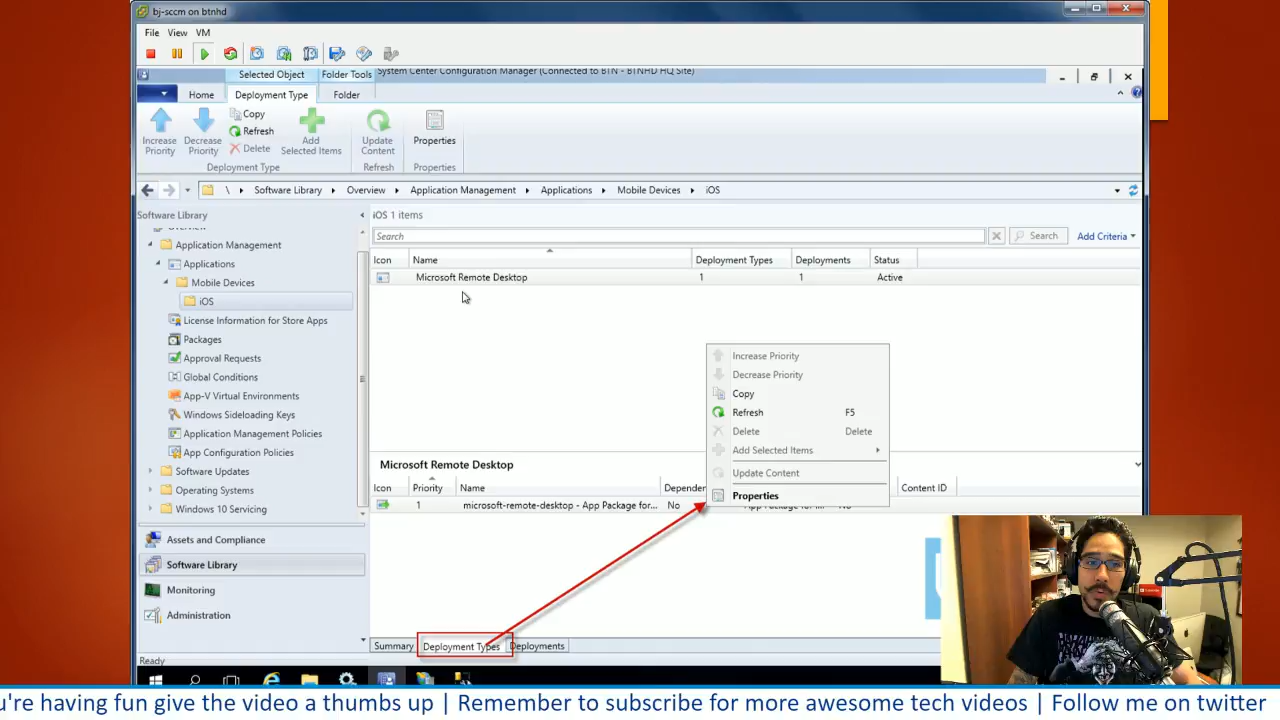 bj-sccm on btnhd
File View VM
Selected Object Folder Tools System Center Configuration Manager (Connected to BTN - BTNHD HQ Site)
Home Deployment Type Folder
Increase Priority
Decrease Priority
Copy
Refresh
Delete
Add Selected Items
Update Content
Properties
Deployment Type Refresh Properties
\ Software Library Overview Application Management Applications Mobile Devices iOS
Software Library
Overview
Application Management
Applications
Mobile Devices
iOS
License Information for Store Apps
Packages
Approval Requests
Global Conditions
App-V Virtual Environments
Windows Sideloading Keys
Application Management Policies
App Configuration Policies
Software Updates
Operating Systems
Windows 10 Servicing
Assets and Compliance
Software Library
Monitoring
Administration
iOS 1 items
Search Search Add Criteria
Icon Name Deployment Types Deployments Status
Microsoft Remote Desktop 1 1 Active
Increase Priority
Decrease Priority
Copy
Refresh F5
Delete Delete
Add Selected Items
Update Content
Properties
Microsoft Remote Desktop
Icon Priority Name Dependen Content ID
1 microsoft-remote-desktop - App Package for... No App Package for ... No
Summary Deployment Types Deployments
Ready
u're having fun give the video a thumbs up | Remember to subscribe for more awesome tech videos | Follow me on twitter